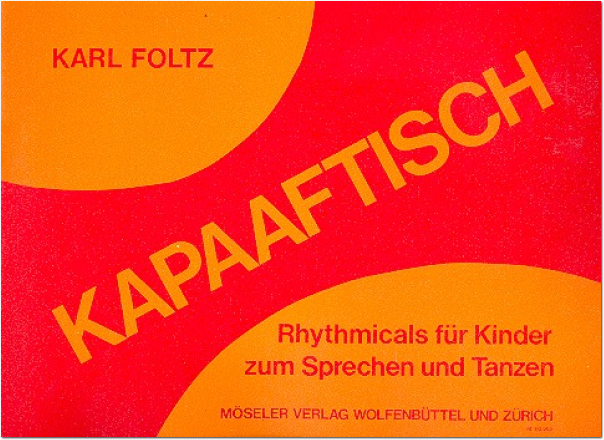 KARL FOLTZ
KAPAAFTISCH
Rhythmicals für Kinder
zum Sprechen und Tanzen
MÖSELER VERLAG WOLFENBÜTTEL UND ZÜRICH